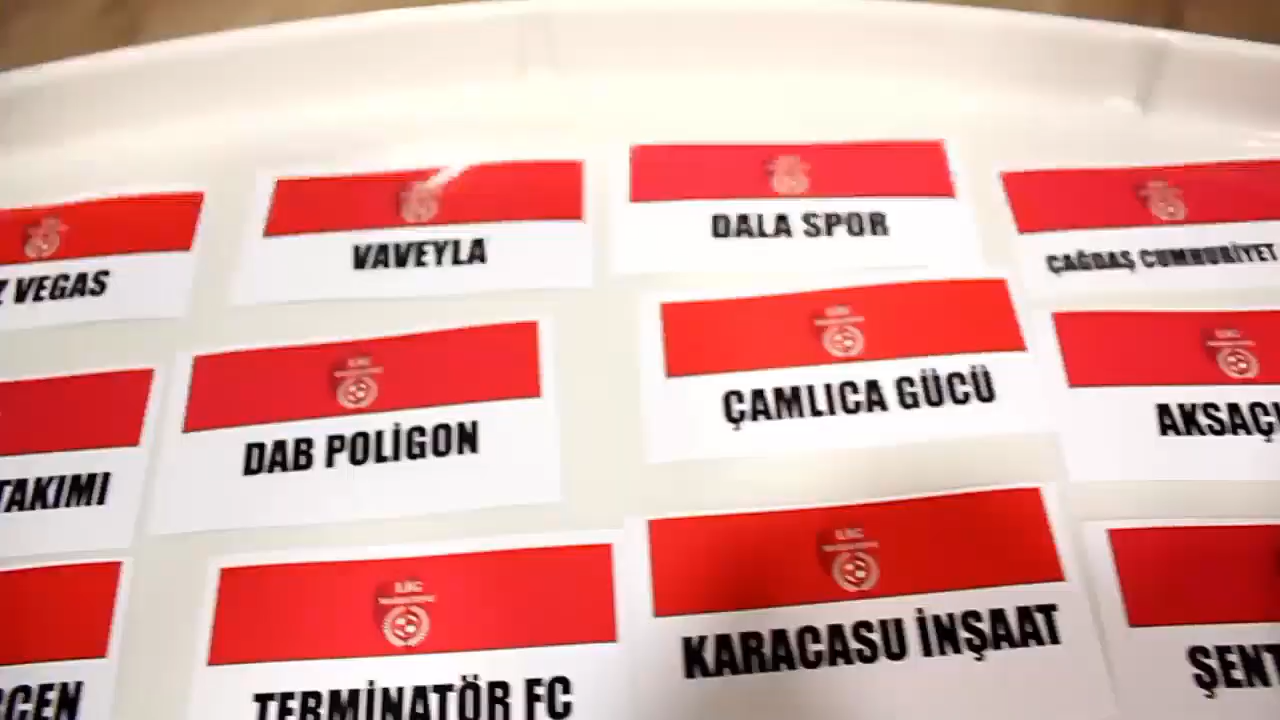 VEGAS
VAVEYLA
DALA SPOR
ÇAĞDAŞ CUMHURİYET
TAKIMI
DAB POLİGON
ÇAMLICA GÜCÜ
TERMİNATÖR FC
KARACASU İNŞAAT